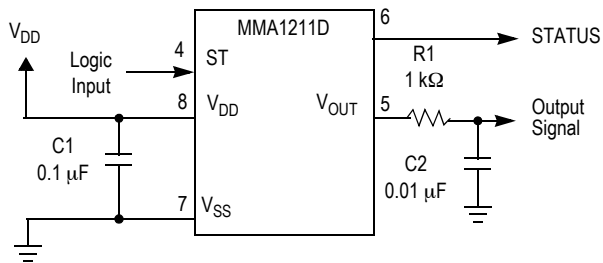 MMA1211D
V_DD
Logic
Input
4
ST
6
STATUS
R1
1 kΩ
8
V_DD
V_OUT
5
Output
Signal
C1
0.1 μF
C2
0.01 μF
7
V_SS